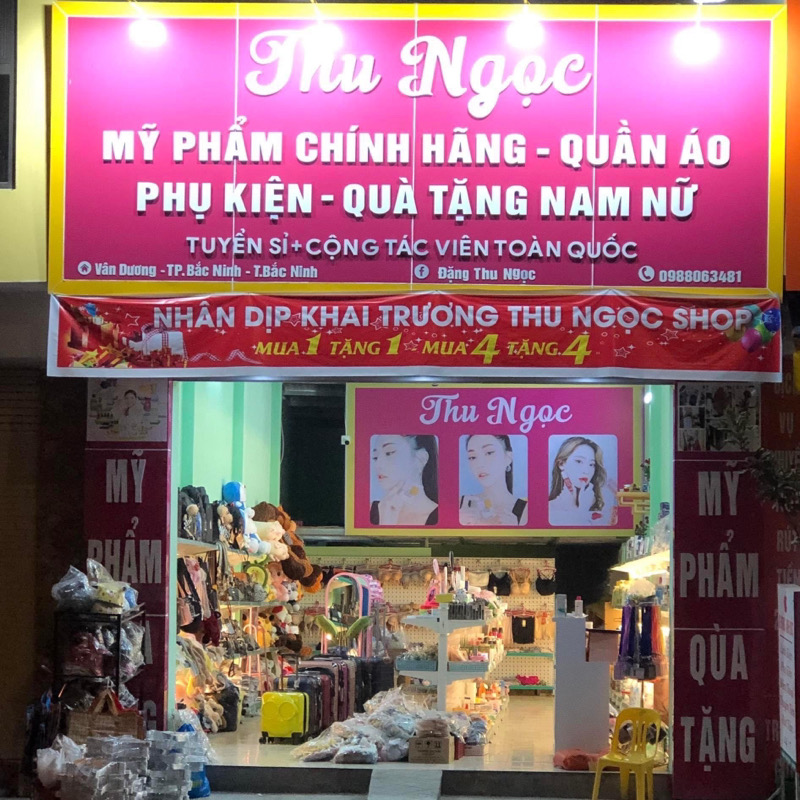 Thu Ngọc
MỸ PHẨM CHÍNH HÃNG - QUẦN ÁO
PHỤ KIỆN - QUÀ TẶNG NAM NỮ
TUYỂN SỈ+CỘNG TÁC VIÊN TOÀN QUỐC
Vân Dương - TP. Bắc Ninh - T.Bắc Ninh
Đặng Thu Ngọc
0988063481
NHÂN DỊP KHAI TRƯƠNG THU NGỌC SHOP
MUA 1 TẶNG 1 - MUA 4 TẶNG 4
Thu Ngọc
MỸ
PHẨM
QÙA
TẶNG
MỸ
PHẨM
QÙA
TẶNG